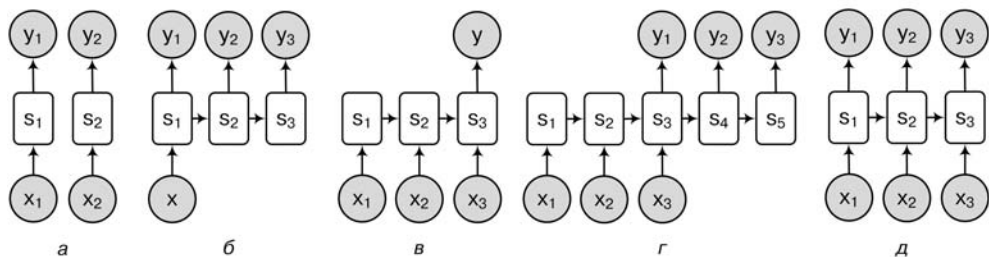 y₁ y₂ y₁ y₂ y₃ y y₁ y₂ y₃ y₁ y₂ y₃
s₁ s₂ s₁ s₂ s₃ s₁ s₂ s₃ s₁ s₂ s₃ s₄ s₅ s₁ s₂ s₃
x₁ x₂ x x₁ x₂ x₃ x₁ x₂ x₃ x₁ x₂ x₃
а б в г д